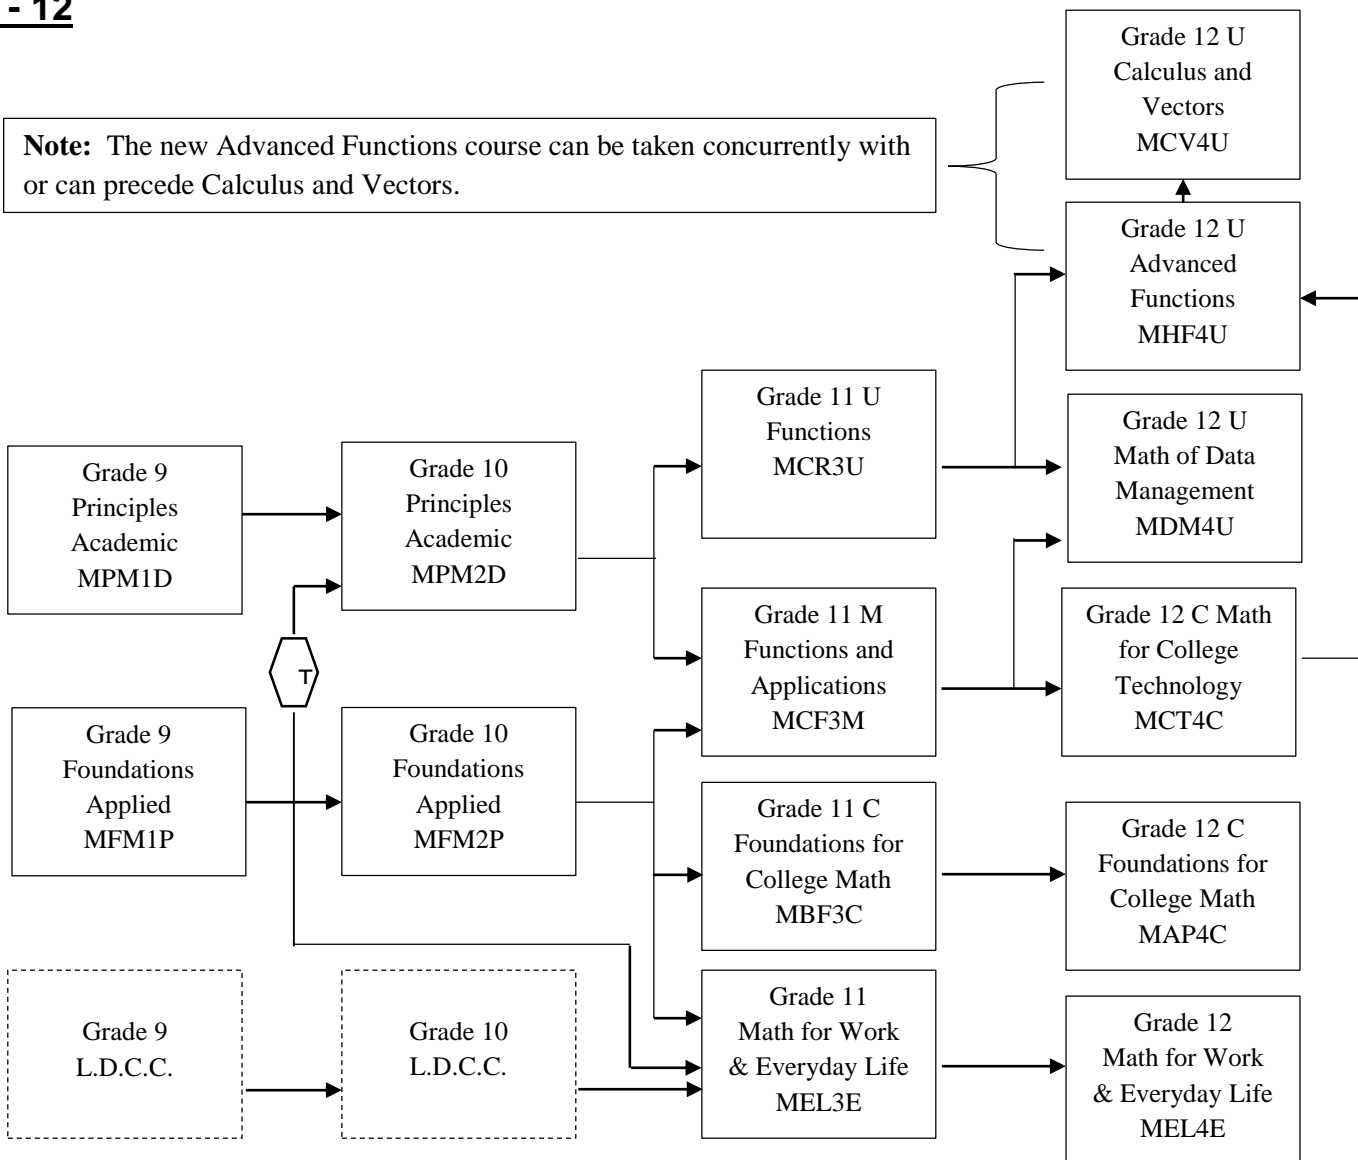 - 12
Grade 12 U
Calculus and
Vectors
MCV4U
Note: The new Advanced Functions course can be taken concurrently with
or can precede Calculus and Vectors.
Grade 12 U
Advanced
Functions
MHF4U
Grade 11 U
Functions
MCR3U
Grade 12 U
Math of Data
Management
MDM4U
Grade 9
Principles
Academic
MPM1D
Grade 10
Principles
Academic
MPM2D
Grade 11 M
Functions and
Applications
MCF3M
Grade 12 C Math
for College
Technology
MCT4C
T
Grade 9
Foundations
Applied
MFM1P
Grade 10
Foundations
Applied
MFM2P
Grade 11 C
Foundations for
College Math
MBF3C
Grade 12 C
Foundations for
College Math
MAP4C
Grade 9
L.D.C.C.
Grade 10
L.D.C.C.
Grade 11
Math for Work
& Everyday Life
MEL3E
Grade 12
Math for Work
& Everyday Life
MEL4E